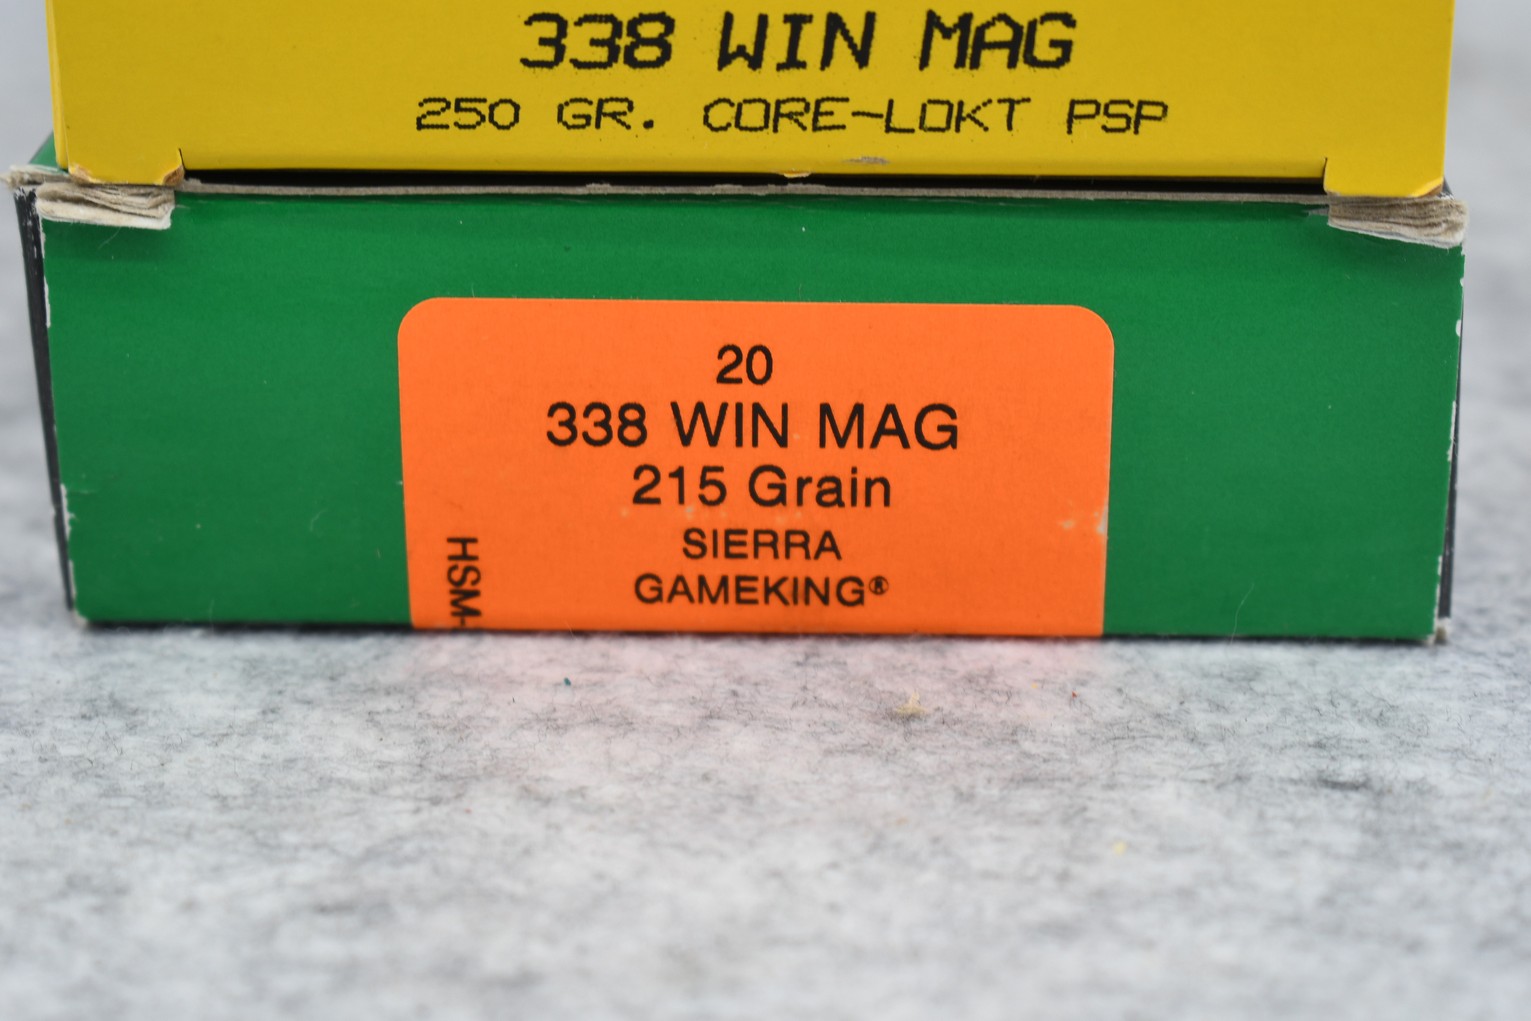 338 WIN MAG
250 GR. CORE-LOKT PSP
20
338 WIN MAG
215 Grain
SIERRA
GAMEKING®
HSM-